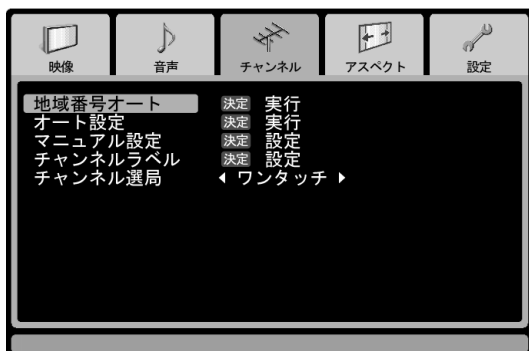 映像 音声 チャンネル アスペクト 設定
地域番号オート 決定 実行
オート設定 決定 実行
マニュアル設定 決定 設定
チャンネルラベル 決定 設定
チャンネル選局 ワンタッチ